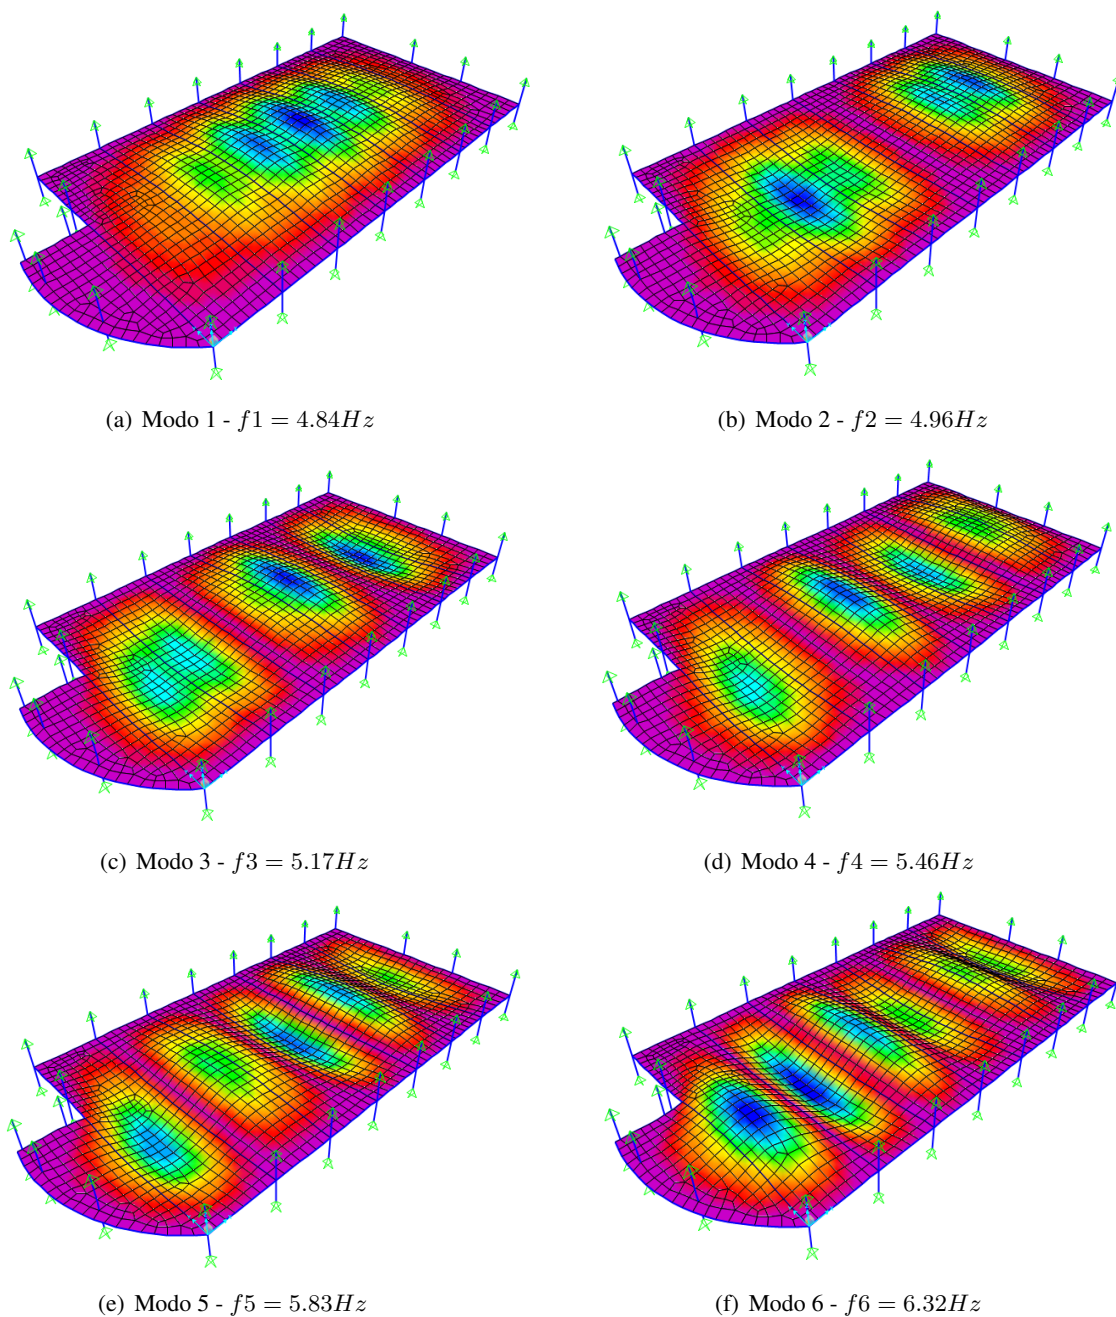 (a) Modo 1 - f1 = 4.84Hz
(b) Modo 2 - f2 = 4.96Hz
(c) Modo 3 - f3 = 5.17Hz
(d) Modo 4 - f4 = 5.46Hz
(e) Modo 5 - f5 = 5.83Hz
(f) Modo 6 - f6 = 6.32Hz